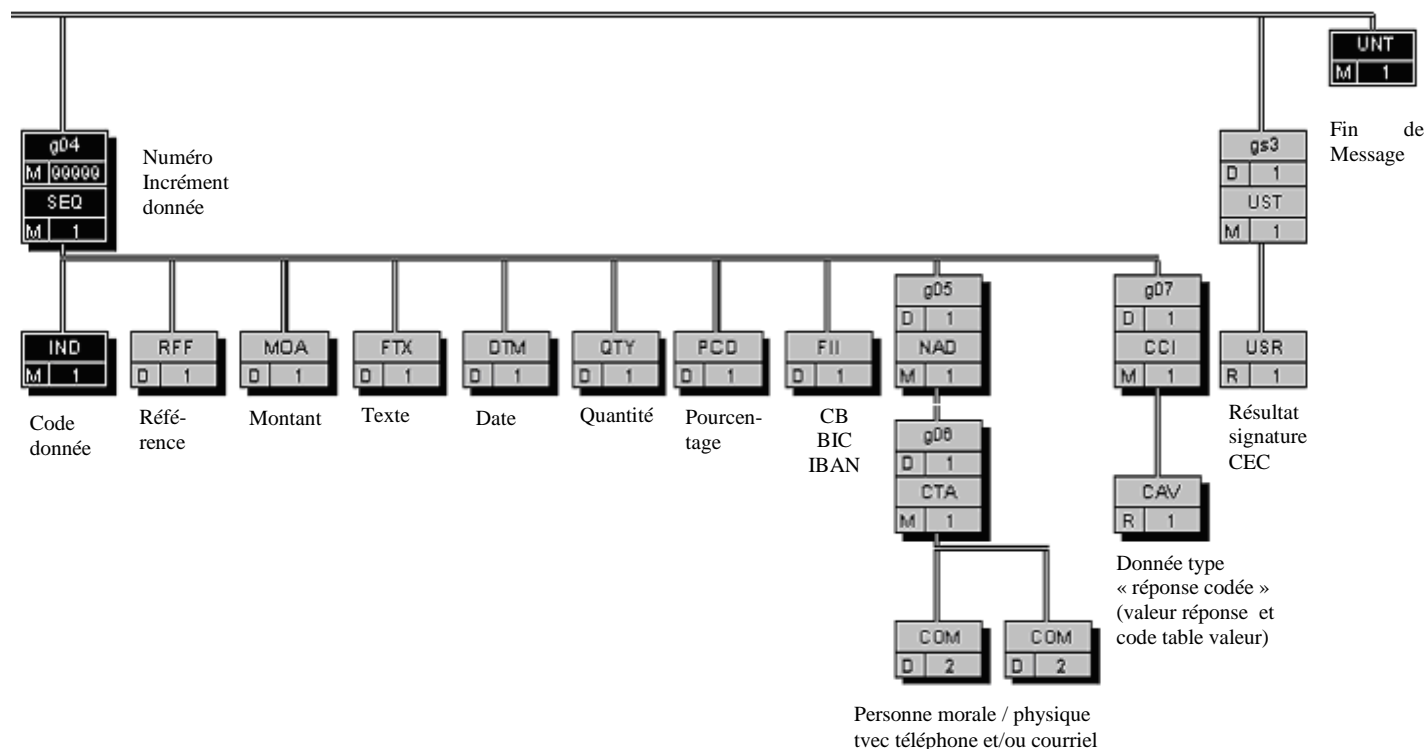 UNT
M 1
Fin de
Message
g04
M 99999
SEQ
M 1
Numéro
Incrément
donnée
gs3
D 1
UST
M 1
IND
M 1
Code
donnée
RFF
D 1
Réfé-
rence
MOA
D 1
Montant
FTX
D 1
Texte
DTM
D 1
Date
QTY
D 1
Quantité
PCD
D 1
Pourcen-
tage
FII
D 1
CB
BIC
IBAN
g05
D 1
NAD
M 1
g06
D 1
CTA
M 1
COM
D 2
COM
D 2
Personne morale / physique
tvec téléphone et/ou courriel
g07
D 1
CCI
M 1
CAV
R 1
Donnée type
« réponse codée »
(valeur réponse et
code table valeur)
USR
R 1
Résultat
signature
CEC